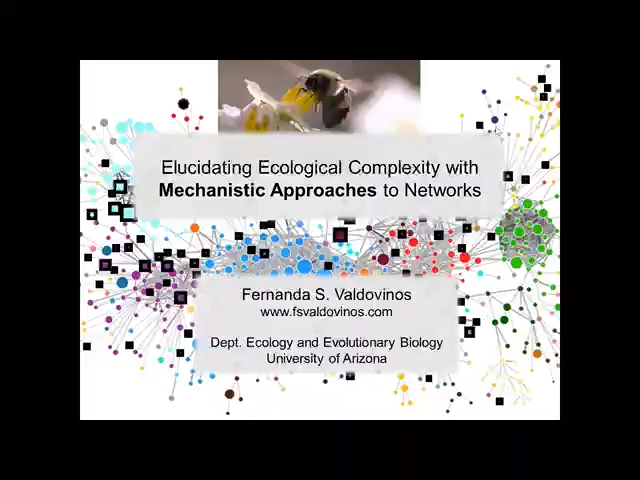 Elucidating Ecological Complexity with
Mechanistic Approaches to Networks
Fernanda S. Valdovinos
www.fsvaldovinos.com
Dept. Ecology and Evolutionary Biology
University of Arizona